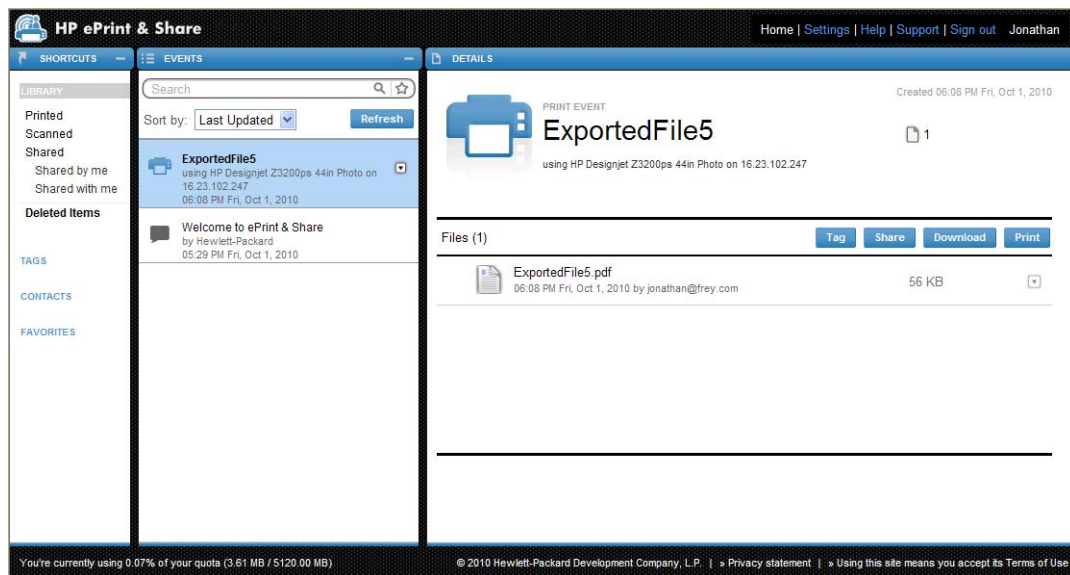 HP ePrint & Share
Home | Settings | Help | Support | Sign out Jonathan
SHORTCUTS
EVENTS
DETAILS
LIBRARY
Printed
Scanned
Shared
Shared by me
Shared with me
Deleted Items
TAGS
CONTACTS
FAVORITES
Search
Sort by: Last Updated Refresh
ExportedFile5
using HP Designjet Z3200ps 44in Photo on
16.23.102.247
06:08 PM Fri, Oct 1, 2010
Welcome to ePrint & Share
by Hewlett-Packard
05:29 PM Fri, Oct 1, 2010
Created 06:08 PM Fri, Oct 1, 2010
PRINT EVENT
ExportedFile5
1
using HP Designjet Z3200ps 44in Photo on 16.23.102.247
Files (1) Tag Share Download Print
ExportedFile5.pdf
06:08 PM Fri, Oct 1, 2010 by jonathan@frey.com
56 KB
You're currently using 0.07% of your quota (3.61 MB / 5120.00 MB)
© 2010 Hewlett-Packard Development Company, L.P. | » Privacy statement | » Using this site means you accept its Terms of Use